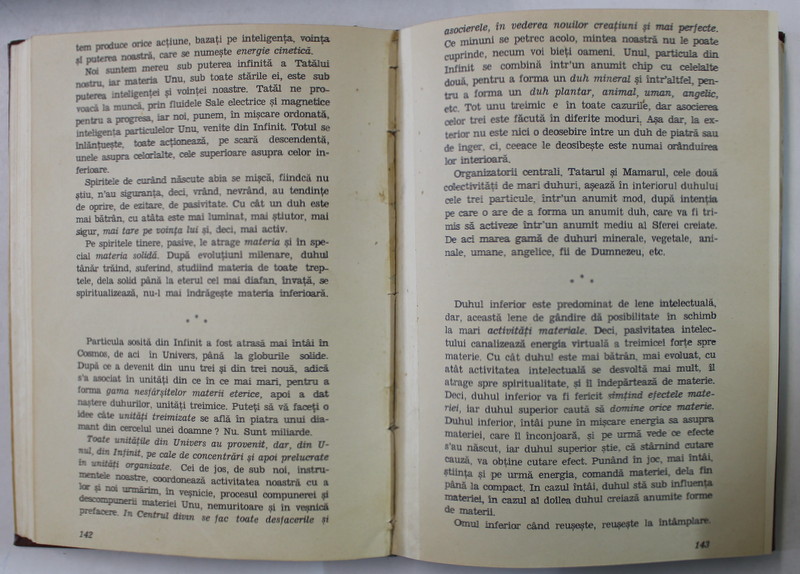 tem produce orice acțiune, bazați pe inteligența, voința
și puterea noastră, care se numește energie cinetică.
Noi suntem mereu sub puterea infinită a Tatălui
nostru, iar materia Unu, sub toate stările ei, este sub
puterea inteligenței și voinței noastre. Tatăl ne pro-
voacă la muncă, prin fluidele Sale electrice și magnetice
pentru a progresa, iar noi, punem, în mișcare ordonată,
inteligența particulelor Unu, venite din Infinit. Totul se
înlănțuește, toate acționează, pe scară descendentă,
unele asupra celorlalte, cele superioare asupra celor in-
ferioare.
Spiritele de curând născute abia se mișcă, fiindcă nu
știu, n'au siguranța, deci, vrând, nevrând, au tendințe
de oprire, de ezitare, de pasivitate. Cu cât un duh este
mai bătrân, cu atâta este mai luminat, mai știutor, mai
sigur, mai tare pe voința lui și, deci, mai activ.
Pe spiritele tinere, pasive, le atrage materia și în spe-
cial materia solidă. După evoluțiuni milenare, duhul
tânăr trăind, suferind, studiind materia de toate trep-
tele, dela solid până la eterul cel mai diafan, învață, se
spiritualizează, nu-l mai îndrăgește materia inferioară.
* * *
Particula sosită din Infinit a fost atrasă mai întâi în
Cosmos, de aci în Univers, până la globurile solide.
După ce a devenit din unu trei și din trei nouă, adică
s'a asociat în unități din ce în ce mai mari, pentru a
forma gama nesfârșitelor materii eterice, apoi a dat
naștere duhurilor, unități treimice. Puteți să vă faceți o
idee câte unități treimizate se află în piatra unui dia-
mant din cercelul unei doamne ? Nu. Sunt miliarde.
Toate unitățile din Univers au provenit, dar, din U-
nul, din Infinit, pe cale de concentrări și apoi prelucrate
în unități organizate. Cei de jos, de sub noi, instru-
mentele noastre, coordonează activitatea noastră cu a
lor și noi urmărim, în veșnicie, procesul compunerei și
descompunerii materiei Unu, nemuritoare și în veșnică
prefacere. In Centrul divin se fac toate desfacerile și
142
asocierele, în vederea nouilor creațiuni și mai perfecte.
Ce minuni se petrec acolo, mintea noastră nu le poate
cuprinde, necum voi bieți oameni. Unul, particula din
Infinit se combină într'un anumit chip cu celelalte
două, pentru a forma un duh mineral și într'altfel, pen-
tru a forma un duh plantar, animal, uman, angelic,
etc. Tot unu treimic e în toate cazurile, dar asocierea
celor trei este făcută în diferite moduri. Așa dar, la ex-
terior nu este nici o deosebire între un duh de piatră sau
de înger, ci, ceeace le deosibește este numai orânduirea
lor interioară.
Organizatorii centrali, Tatarul și Mamarul, cele două
colectivități de mari duhuri, așează în interiorul duhului
cele trei particule, într'un anumit mod, după intenția
pe care o are de a forma un anumit duh, care va fi tri-
mis să activeze într'un anumit mediu al Sferei create.
De aci marea gamă de duhuri minerale, vegetale, ani-
nale, umane, angelice, fii de Dumnezeu, etc.
* * *
Duhul inferior este predominat de lene intelectuală,
dar, această lene de gândire dă posibilitate în schimb
la mari activități materiale. Deci, pasivitatea intelec-
tului canalizează energia virtuală a treimicei forțe spre
materie. Cu cât duhul este mai bătrân, mai evoluat, cu
atât activitatea intelectuală se desvoltă mai mult, îl
atrage spre spiritualitate, și îl îndepărtează de materie.
Deci, duhul inferior va fi fericit simțind efectele mate-
riei, iar duhul superior caută să domine orice materie.
Duhul inferior, întâi pune în mișcare energia sa asupra
materiei, care îl înconjoară, și pe urmă vede ce efecte
s'au născut, iar duhul superior știe, că stârnind cutare
cauză, va obține cutare efect. Punând în joc, mai întâi,
știința și pe urmă energia, comandă materiei, dela fin
până la compact. In cazul întâi, duhul stă sub influența
materiei, în cazul al doilea duhul creiază anumite forme
de materii.
Omul inferior când reușește, reușește la întâmplare.
143